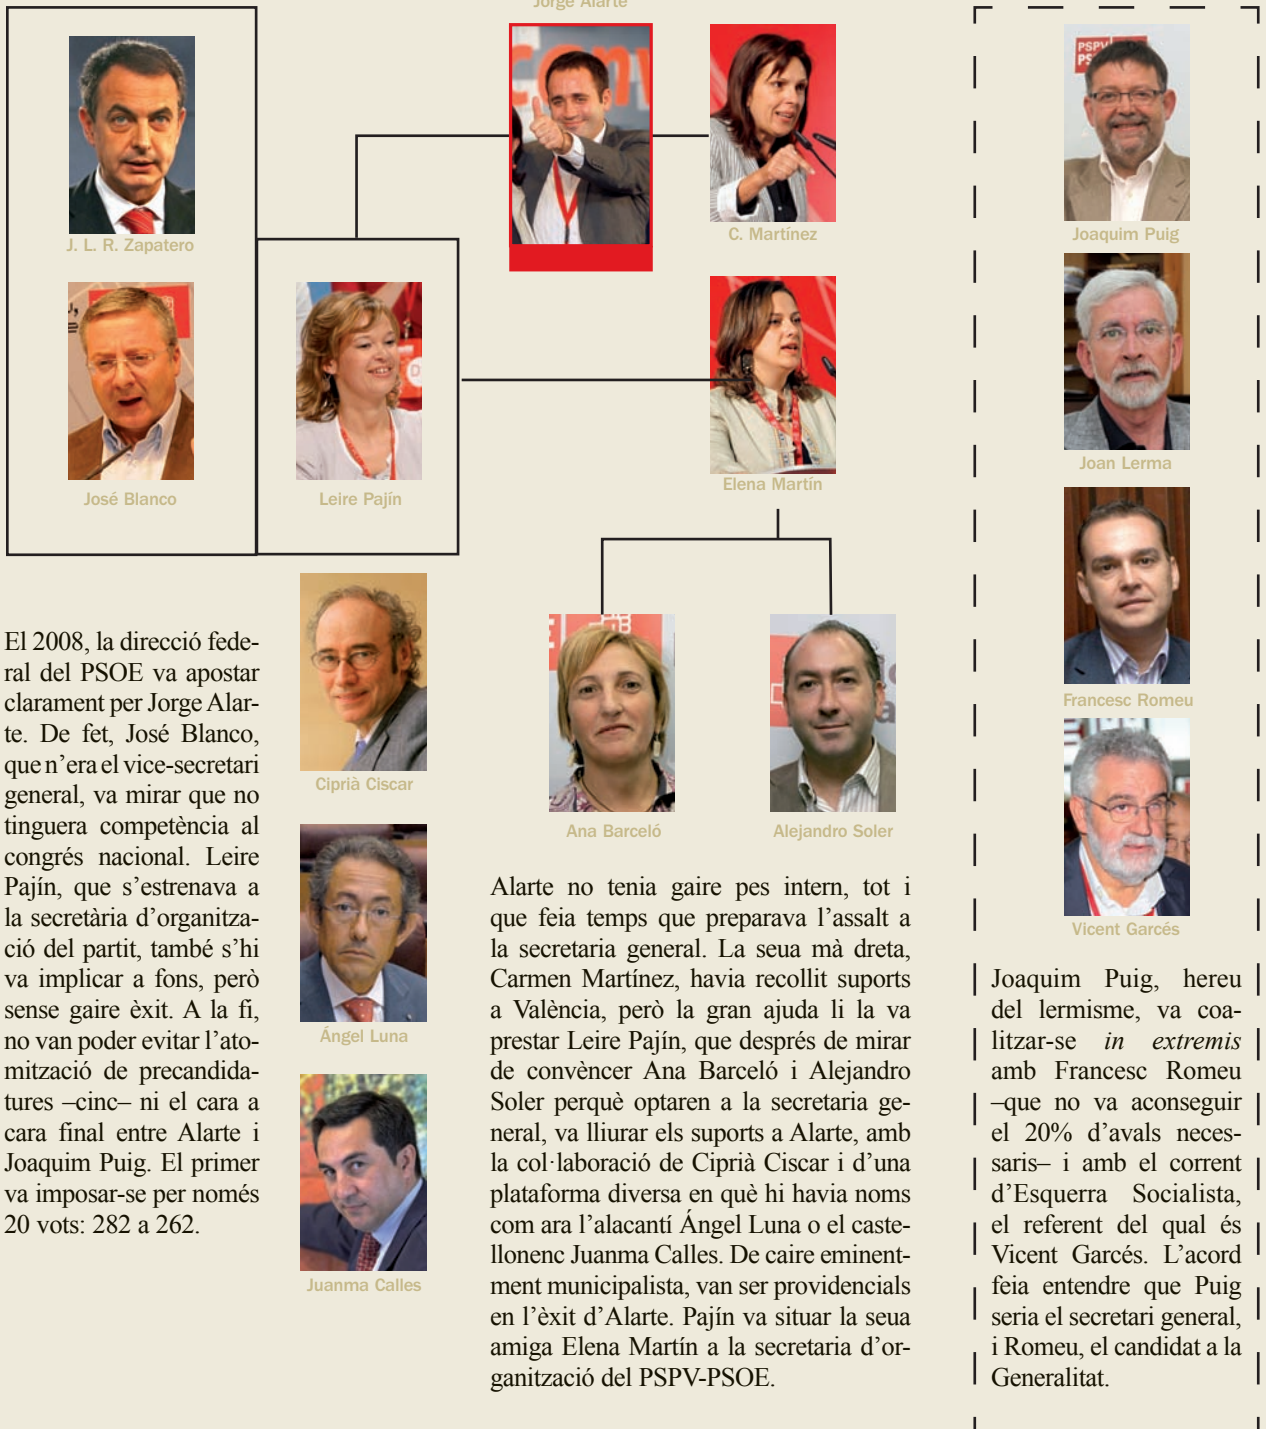 Jorge Alarte
J. L. R. Zapatero
C. Martínez
José Blanco
Leire Pajín
Elena Martín
PSPV
PS
Joaquim Puig
Joan Lerma
Francesc Romeu
Vicent Garcés
Ciprià Ciscar
Ángel Luna
Juanma Calles
Ana Barceló
Alejandro Soler
El 2008, la direcció fede-
ral del PSOE va apostar
clarament per Jorge Alar-
te. De fet, José Blanco,
que n'era el vice-secretari
general, va mirar que no
tinguera competència al
congrés nacional. Leire
Pajín, que s'estrenava a
la secretària d'organitza-
ció del partit, també s'hi
va implicar a fons, però
sense gaire èxit. A la fi,
no van poder evitar l'ato-
mització de precandida-
tures –cinc– ni el cara a
cara final entre Alarte i
Joaquim Puig. El primer
va imposar-se per només
20 vots: 282 a 262.
Alarte no tenia gaire pes intern, tot i
que feia temps que preparava l'assalt a
la secretaria general. La seua mà dreta,
Carmen Martínez, havia recollit suports
a València, però la gran ajuda li la va
prestar Leire Pajín, que després de mirar
de convèncer Ana Barceló i Alejandro
Soler perquè optaren a la secretaria ge-
neral, va lliurar els suports a Alarte, amb
la col·laboració de Ciprià Ciscar i d'una
plataforma diversa en què hi havia noms
com ara l'alacantí Ángel Luna o el caste-
llonenc Juanma Calles. De caire eminent-
ment municipalista, van ser providencials
en l'èxit d'Alarte. Pajín va situar la seua
amiga Elena Martín a la secretaria d'or-
ganització del PSPV-PSOE.
Joaquim Puig, hereu
del lermisme, va coa-
litzar-se in extremis
amb Francesc Romeu
–que no va aconseguir
el 20% d'avals neces-
saris– i amb el corrent
d'Esquerra Socialista,
el referent del qual és
Vicent Garcés. L'acord
feia entendre que Puig
seria el secretari general,
i Romeu, el candidat a la
Generalitat.